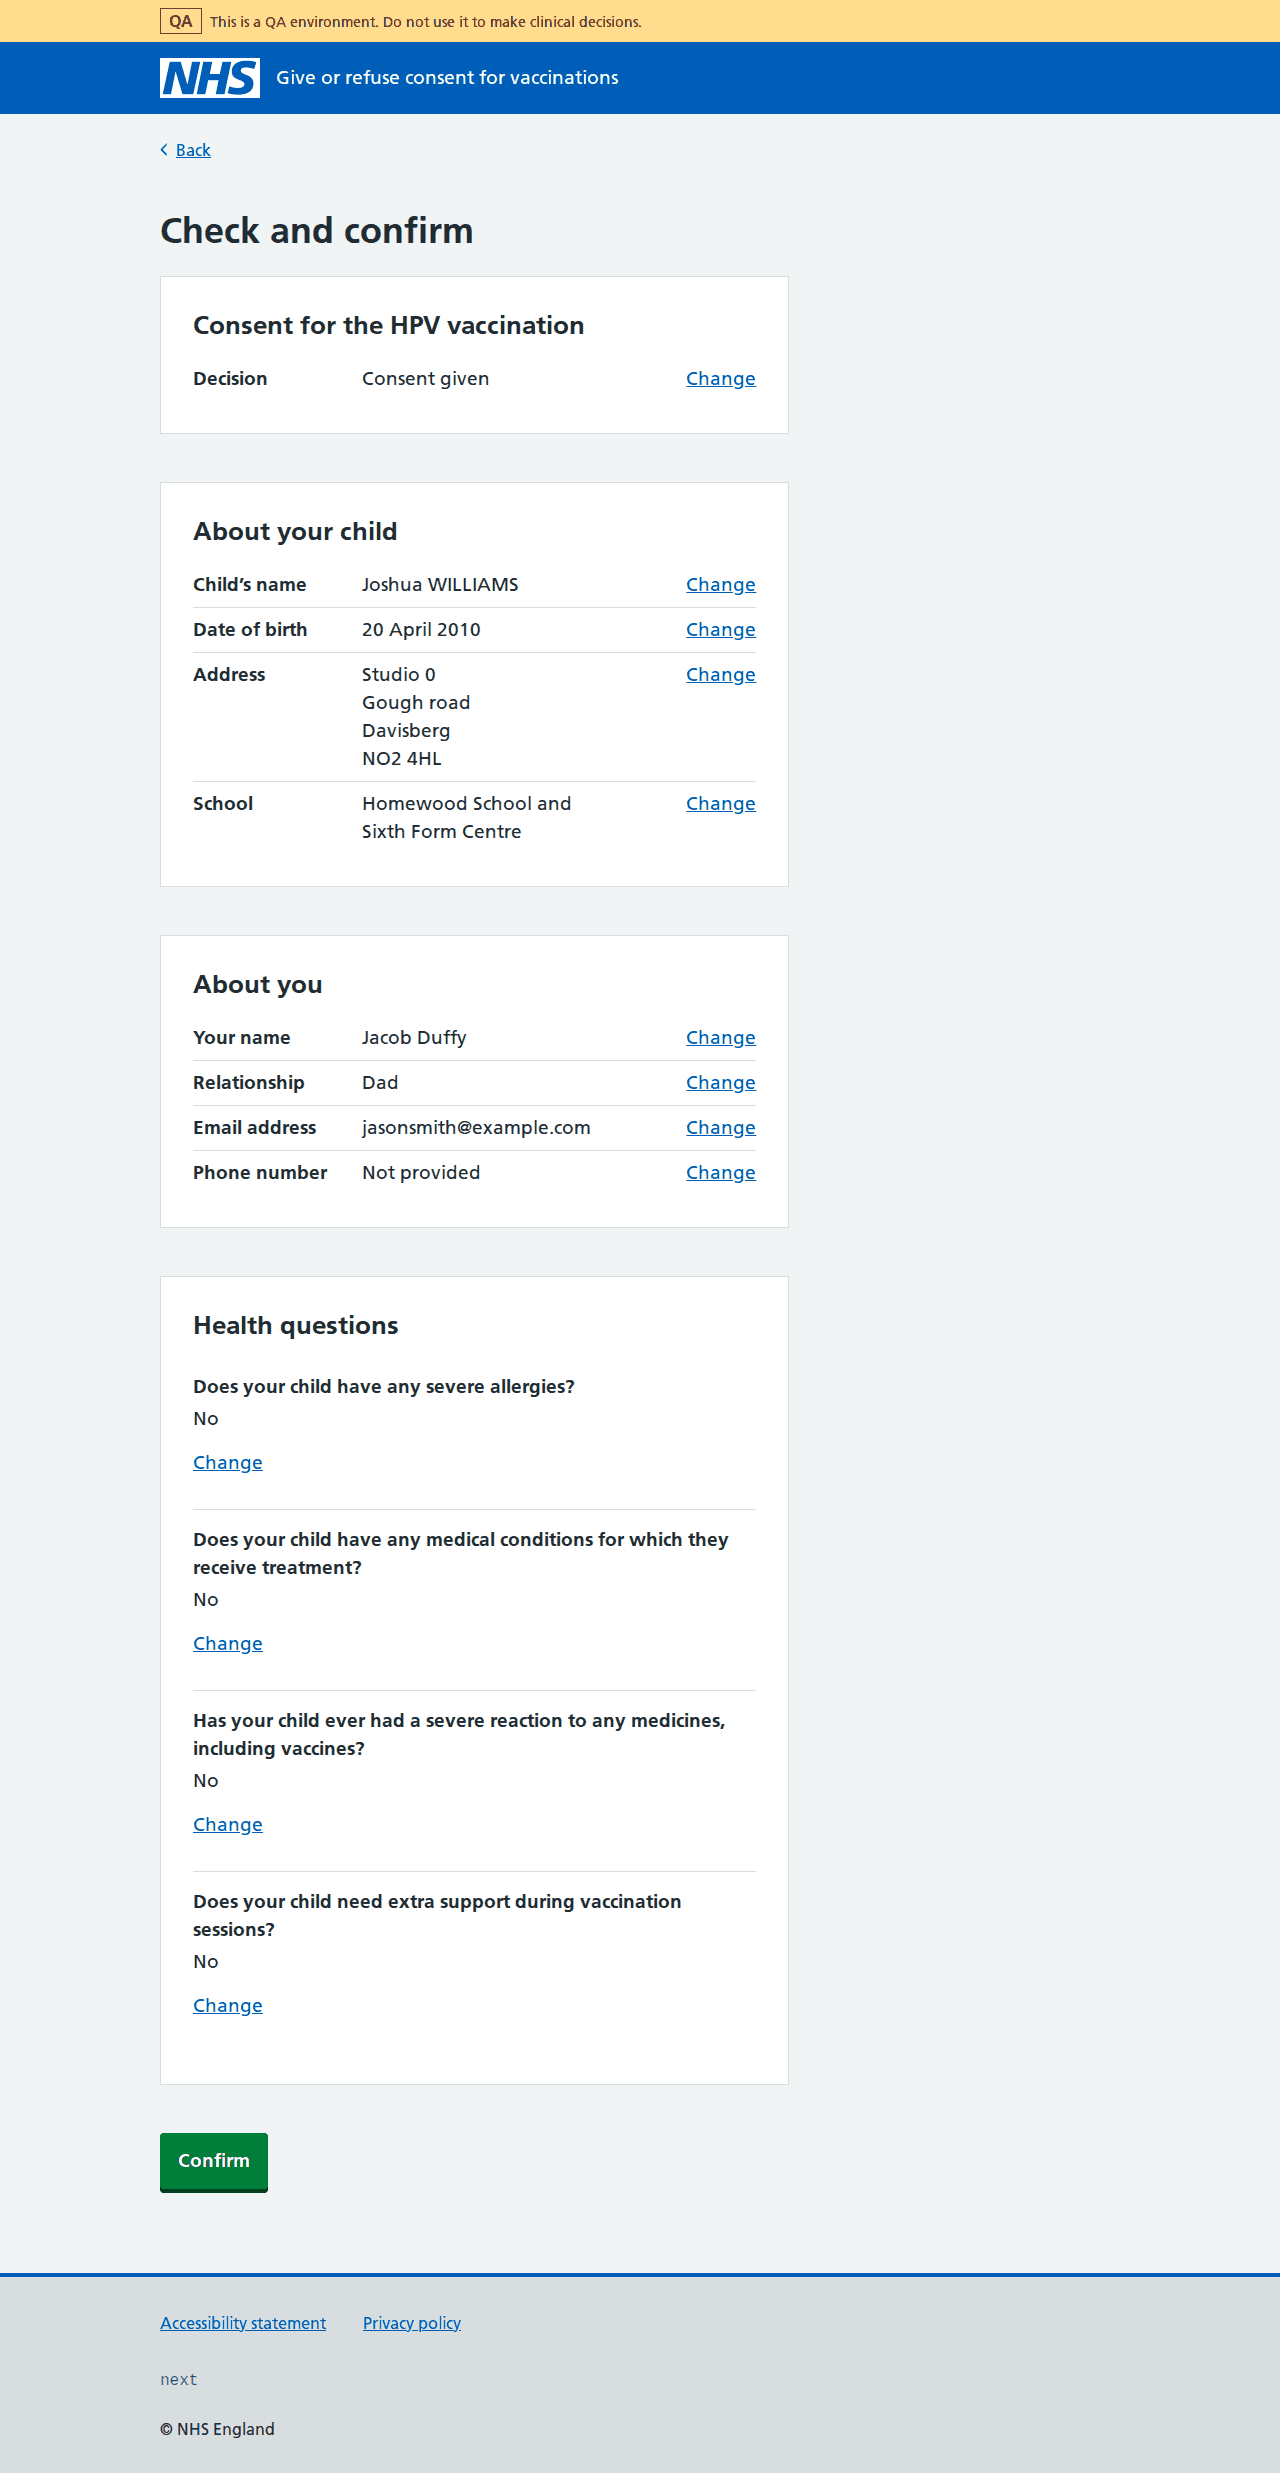 QA This is a QA environment. Do not use it to make clinical decisions.
NHS Give or refuse consent for vaccinations
Back
Check and confirm
Consent for the HPV vaccination
Decision Consent given Change
About your child
Child’s name Joshua WILLIAMS Change
Date of birth 20 April 2010 Change
Address Studio 0 Change
Gough road
Davisberg
NO2 4HL
School Homewood School and Change
Sixth Form Centre
About you
Your name Jacob Duffy Change
Relationship Dad Change
Email address jasonsmith@example.com Change
Phone number Not provided Change
Health questions
Does your child have any severe allergies?
No
Change
Does your child have any medical conditions for which they
receive treatment?
No
Change
Has your child ever had a severe reaction to any medicines,
including vaccines?
No
Change
Does your child need extra support during vaccination
sessions?
No
Change
Confirm
Accessibility statement Privacy policy
next
© NHS England